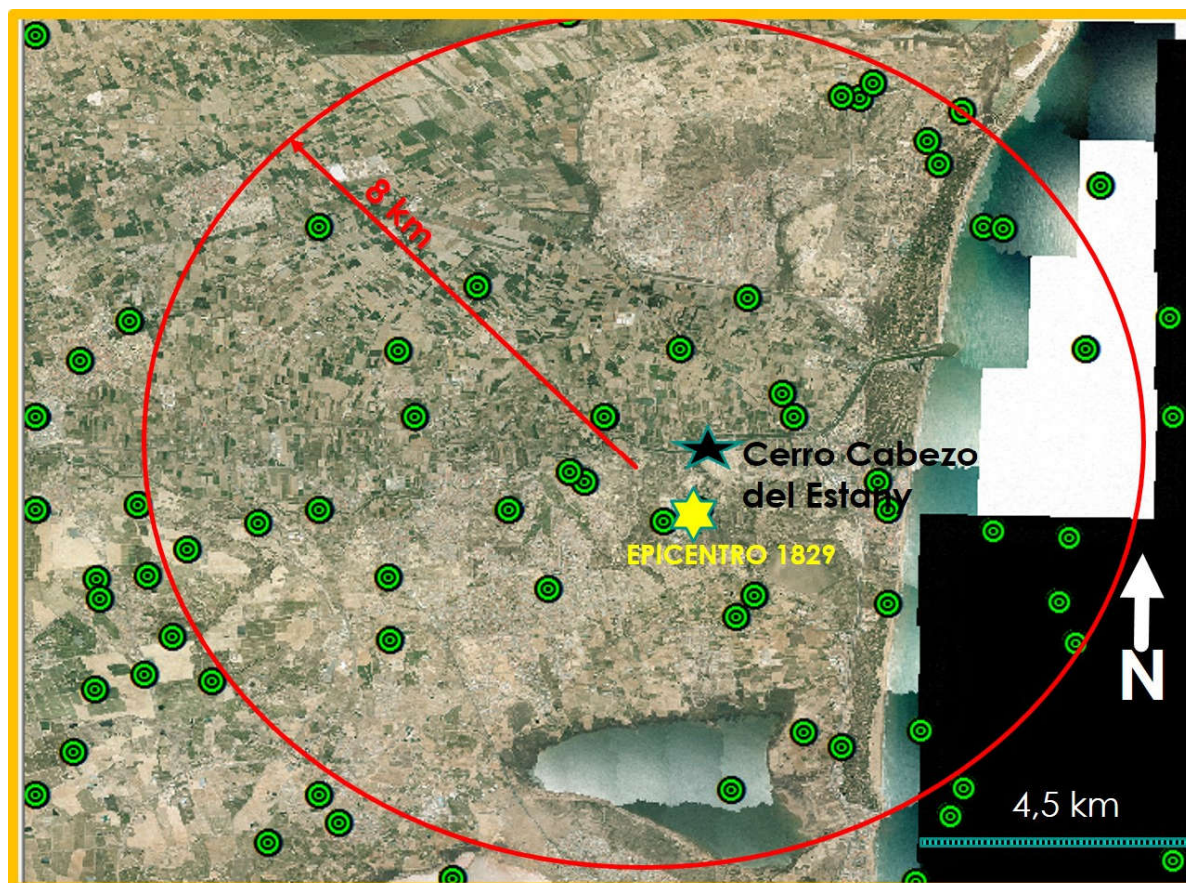 8 km
Cerro Cabezo
del Estany
EPICENTRO 1829
N
4,5 km